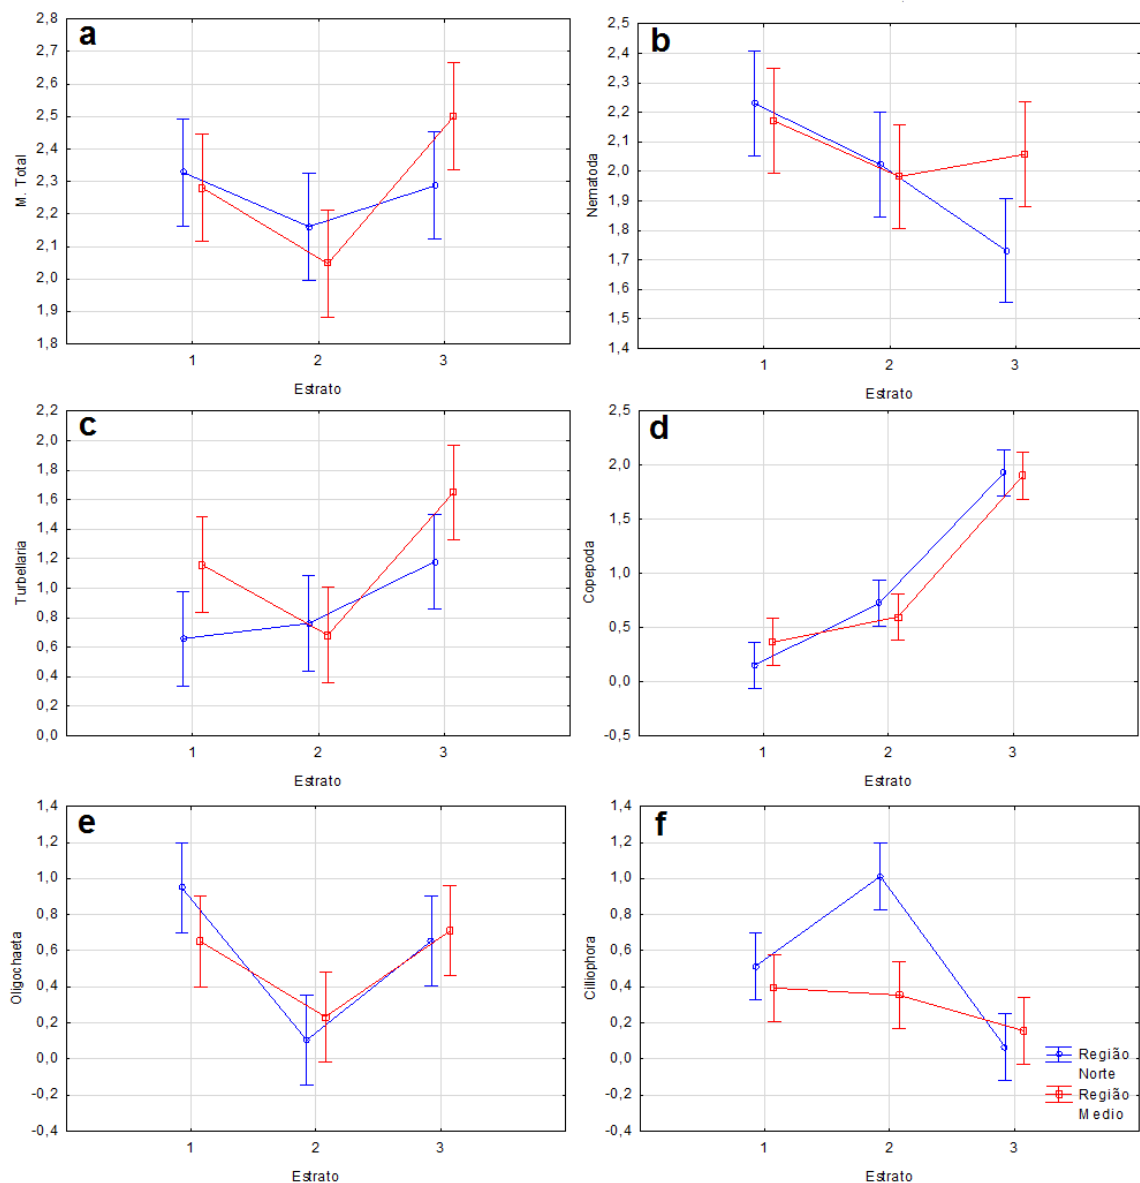 a
2,8
2,7
2,6
2,5
2,4
2,3
2,2
2,1
2,0
1,9
1,8
M. Total
1 2 3
Estrato
b
2,5
2,4
2,3
2,2
2,1
2,0
1,9
1,8
1,7
1,6
1,5
1,4
Nematoda
1 2 3
Estrato
c
2,2
2,0
1,8
1,6
1,4
1,2
1,0
0,8
0,6
0,4
0,2
0,0
Turbellaria
1 2 3
Estrato
d
2,5
2,0
1,5
1,0
0,5
0,0
-0,5
Copepoda
1 2 3
Estrato
e
1,4
1,2
1,0
0,8
0,6
0,4
0,2
0,0
-0,2
-0,4
Oligochaeta
1 2 3
Estrato
f
1,4
1,2
1,0
0,8
0,6
0,4
0,2
0,0
-0,2
-0,4
Cilliophora
1 2 3
Estrato
Região
Norte
Região
Medio